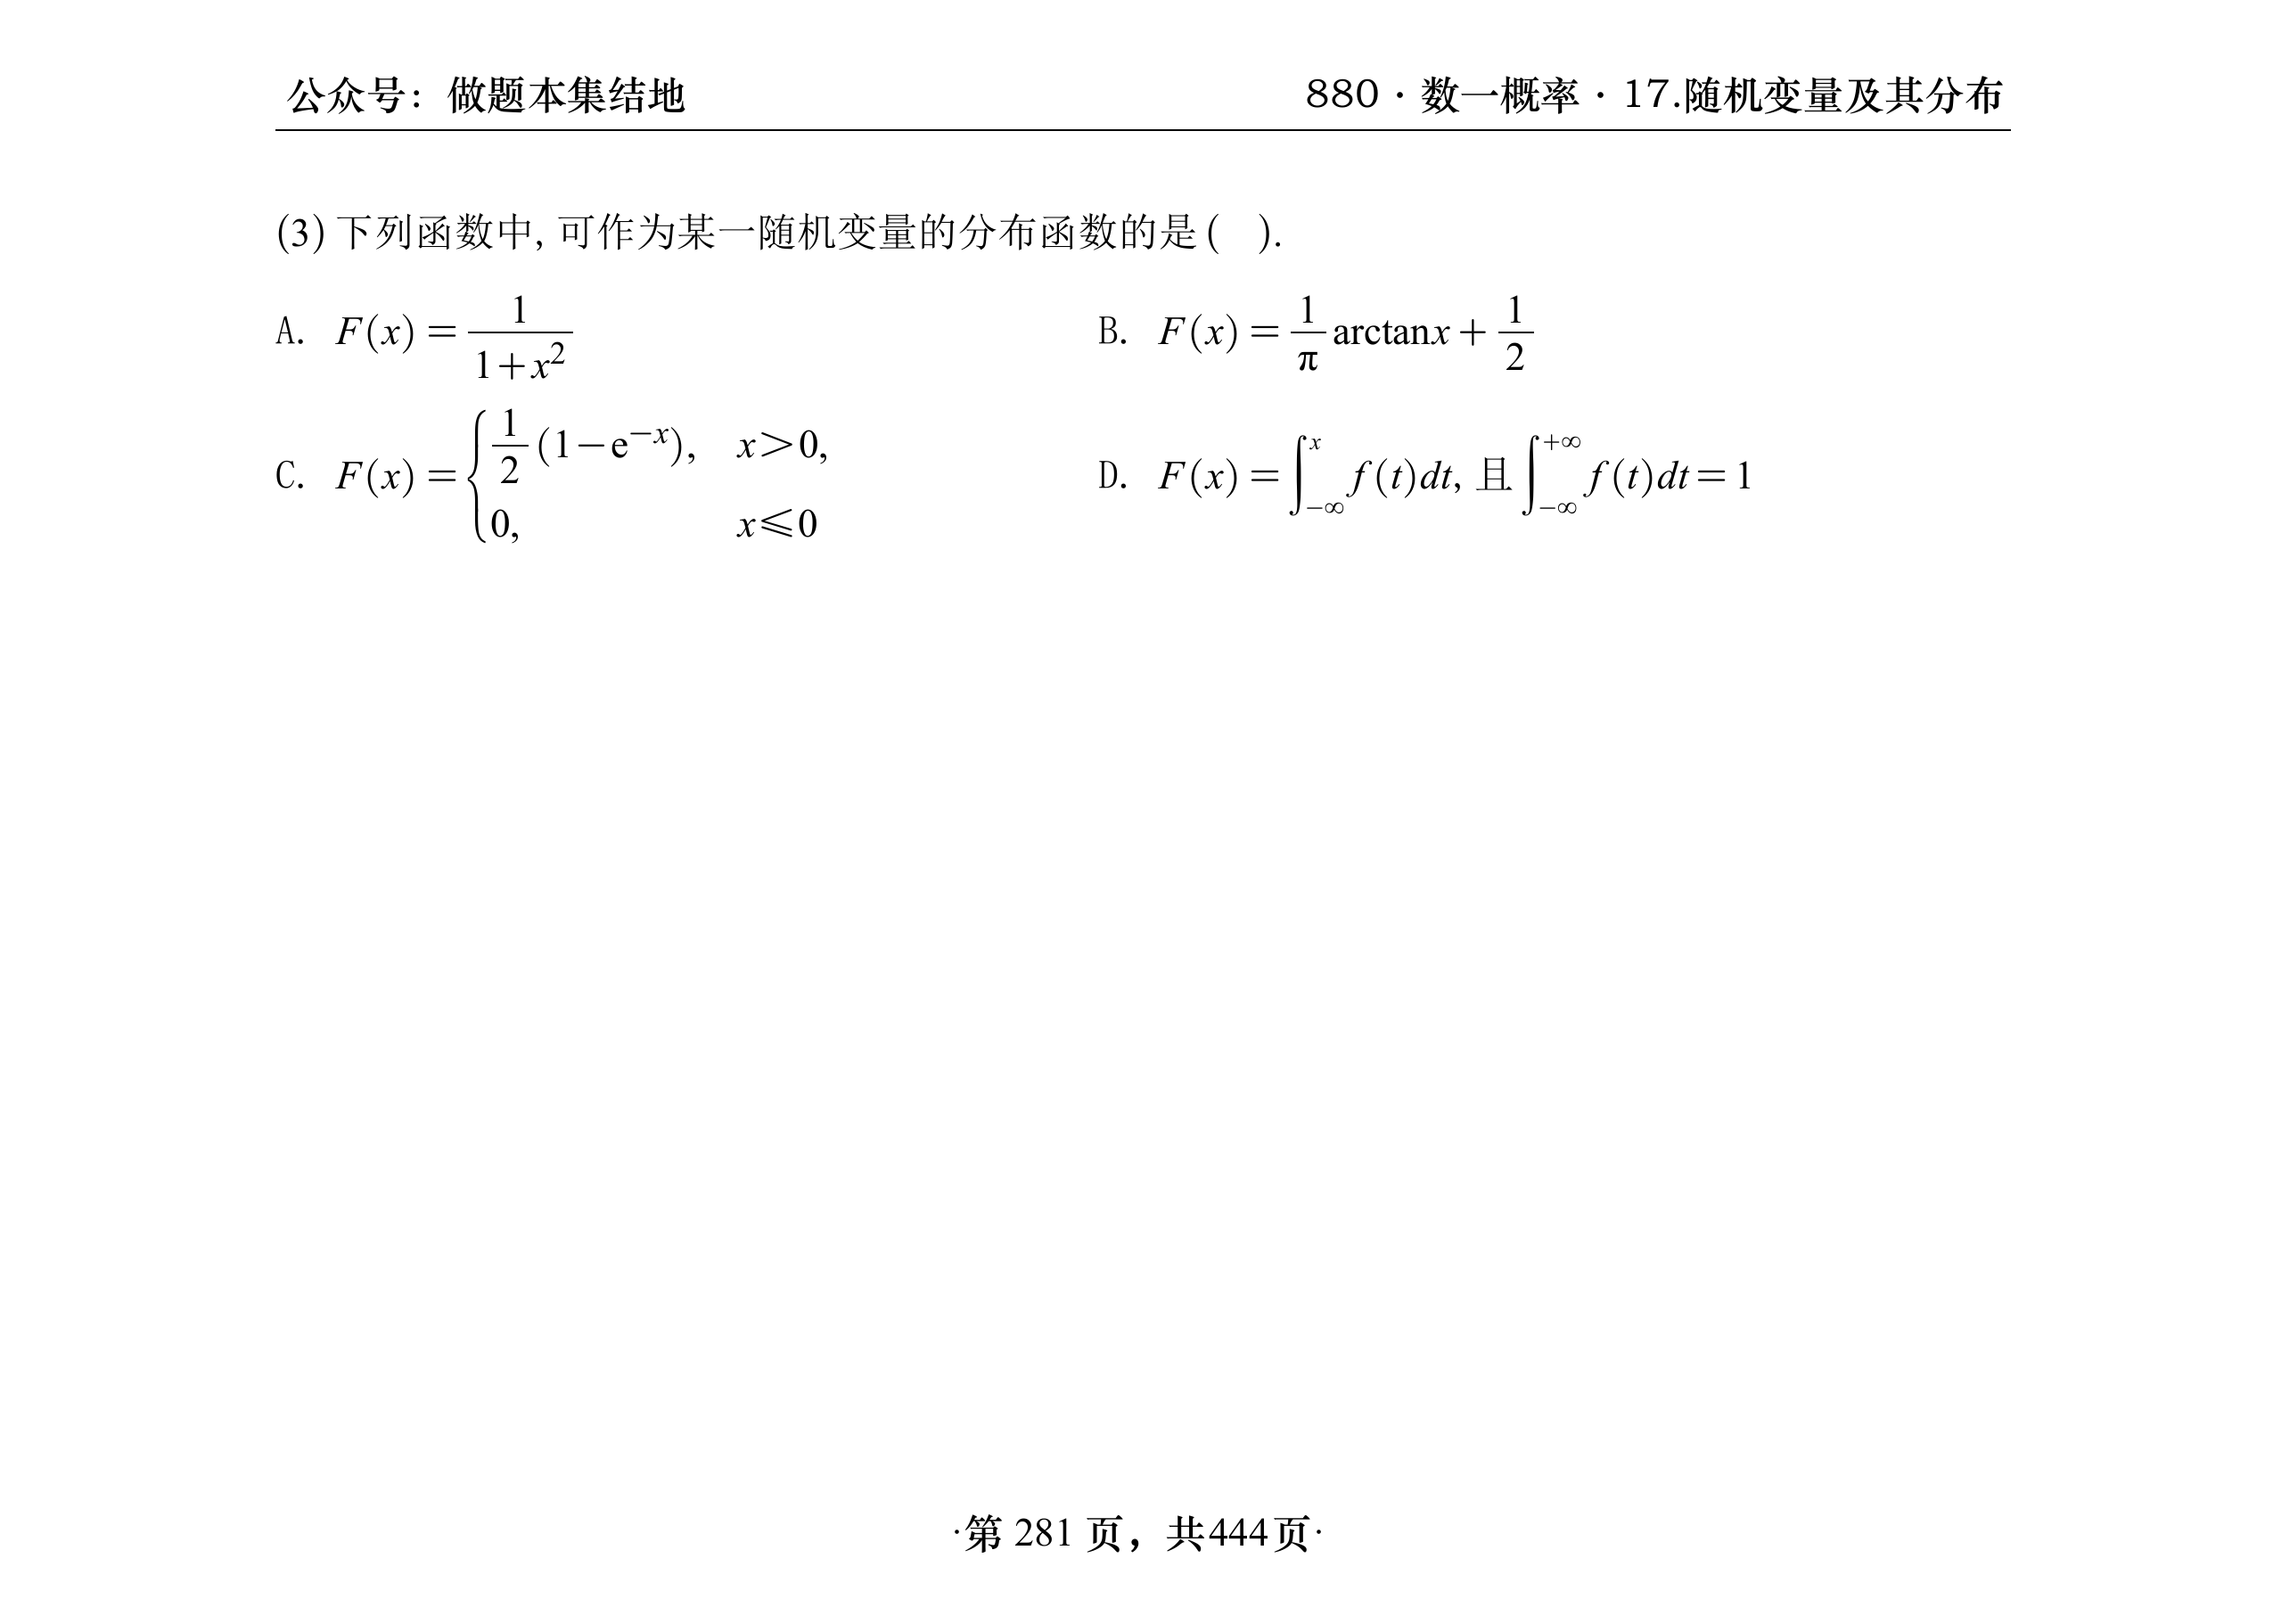 公众号：做题本集结地
880·数一概率·17.随机变量及其分布
(3) 下列函数中, 可作为某一随机变量的分布函数的是 (   ).
A. $F(x)=\frac{1}{1+x^2}$
B. $F(x)=\frac{1}{\pi}\arctan x+\frac{1}{2}$
C. $F(x)=\begin{cases}\frac{1}{2}(1-\mathrm{e}^{-x}), & x>0,\\ 0, & x\leqslant 0\end{cases}$
D. $F(x)=\int_{-\infty}^{x}f(t)dt$, 且 $\int_{-\infty}^{+\infty}f(t)dt=1$
·第 281 页，共444页·